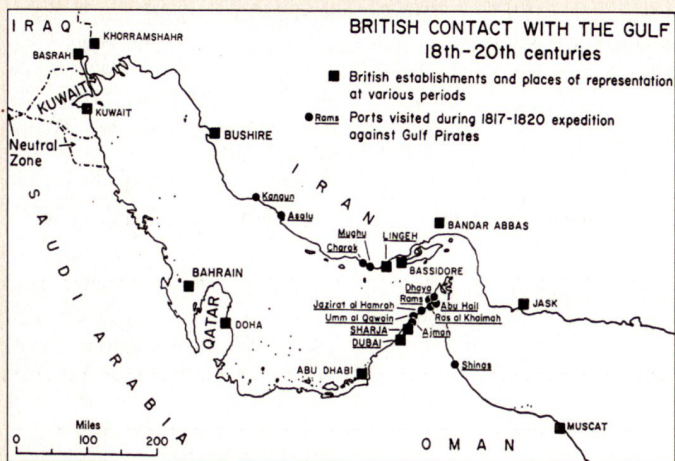 BRITISH CONTACT WITH THE GULF
18th-20th centuries
British establishments and places of representation
at various periods
Rams Ports visited during 1817-1820 expedition
against Gulf Pirates
IRAQ
KHORRAMSHAHR
BASRAH
KUWAIT
KUWAIT
Neutral
Zone
BUSHIRE
IRAN
Kangun
Asalu
Mughu
Charak
LINGEH
BANDAR ABBAS
BASSIDORE
SAUDI ARABIA
BAHRAIN
QATAR
DOHA
Dhaya
Rams
Jazirat al Hamrah
Abu Hail
Umm al Qawain
Ras al Khaimah
SHARJA
Ajman
DUBAI
JASK
ABU DHABI
Shinas
MUSCAT
OMAN
Miles
0 100 200